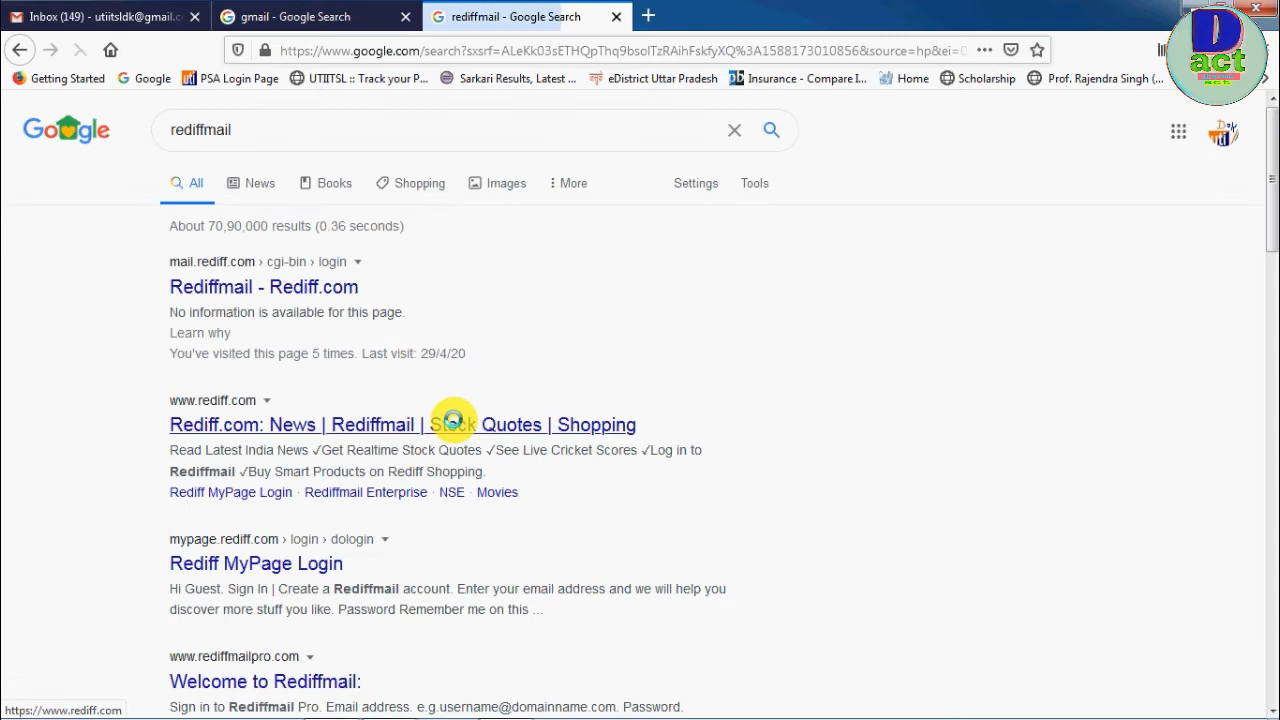 Inbox (149) - utiitsldk@gmail.c
gmail - Google Search
rediffmail - Google Search
https://www.google.com/search?sxsrf=ALeKk03sETHQpThq9bsolTzRAihFskfyXQ%3A1588173010856&source=hp&ei=
Getting Started
Google
PSA Login Page
UTIITSL :: Track your P...
Sarkari Results, Latest ...
eDistrict Uttar Pradesh
Insurance - Compare I...
Home
Scholarship
Prof. Rajendra Singh (...
D
act
Google
rediffmail
All
News
Books
Shopping
Images
More
Settings
Tools
About 70,90,000 results (0.36 seconds)
mail.rediff.com › cgi-bin › login
Rediffmail - Rediff.com
No information is available for this page.
Learn why
You've visited this page 5 times. Last visit: 29/4/20
www.rediff.com
Rediff.com: News | Rediffmail | Stock Quotes | Shopping
Read Latest India News ✓Get Realtime Stock Quotes ✓See Live Cricket Scores ✓Log in to
Rediffmail ✓Buy Smart Products on Rediff Shopping.
Rediff MyPage Login · Rediffmail Enterprise · NSE · Movies
mypage.rediff.com › login › dologin
Rediff MyPage Login
Hi Guest. Sign In | Create a Rediffmail account. Enter your email address and we will help you
discover more stuff you like. Password Remember me on this ...
www.rediffmailpro.com
Welcome to Rediffmail:
Sign in to Rediffmail Pro. Email address. e.g.username@domainname.com. Password.
https://www.rediff.com